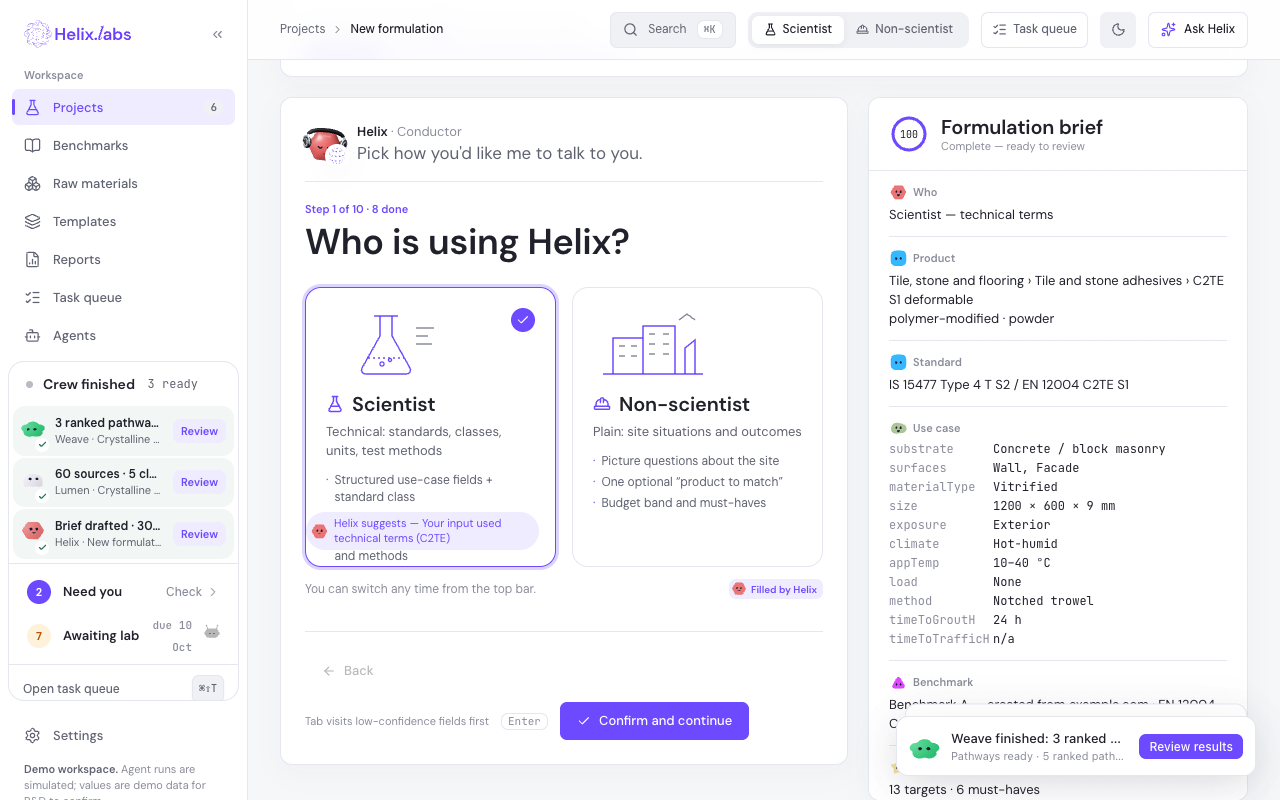 Helix.labs
Workspace
Projects 6
Benchmarks
Raw materials
Templates
Reports
Task queue
Agents
Crew finished 3 ready
3 ranked pathwa...
Weave · Crystalline ...
Review
60 sources · 5 cl...
Lumen · Crystalline ...
Review
Brief drafted · 30...
Helix · New formulat...
Review
2 Need you Check
7 Awaiting lab due 10 Oct
Open task queue ⌘⇧T
Settings
Demo workspace. Agent runs are
simulated; values are demo data for
Projects > New formulation
Search ⌘K
Scientist
Non-scientist
Task queue
Ask Helix
Helix · Conductor
Pick how you'd like me to talk to you.
Step 1 of 10 · 8 done
Who is using Helix?
Scientist
Technical: standards, classes,
units, test methods
· Structured use-case fields +
standard class
Helix suggests — Your input used
technical terms (C2TE)
and methods
Non-scientist
Plain: site situations and outcomes
· Picture questions about the site
· One optional “product to match”
· Budget band and must-haves
You can switch any time from the top bar.
Filled by Helix
Back
Tab visits low-confidence fields first
Enter
Confirm and continue
100
Formulation brief
Complete — ready to review
Who
Scientist — technical terms
Product
Tile, stone and flooring › Tile and stone adhesives › C2TE
S1 deformable
polymer-modified · powder
Standard
IS 15477 Type 4 T S2 / EN 12004 C2TE S1
Use case
substrate Concrete / block masonry
surfaces Wall, Facade
materialType Vitrified
size 1200 × 600 × 9 mm
exposure Exterior
climate Hot-humid
appTemp 10–40 °C
load None
method Notched trowel
timeToGroutH 24 h
timeToTrafficH n/a
Benchmark
Weave finished: 3 ranked ...
Pathways ready · 5 ranked path...
Review results
13 targets · 6 must-haves